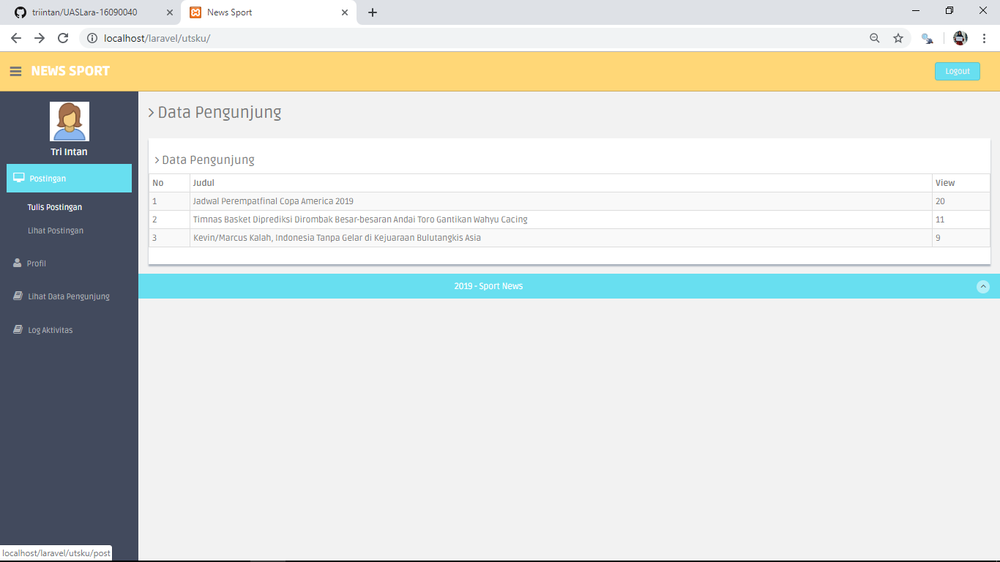 triintan/UASLara-16090040
News Sport
localhost/laravel/utsku/
NEWS SPORT
Logout
Tri Intan
Postingan
Tulis Postingan
Lihat Postingan
Profil
Lihat Data Pengunjung
Log Aktivitas
Data Pengunjung
Data Pengunjung
No Judul View
1 Jadwal Perempatfinal Copa America 2019 20
2 Timnas Basket Diprediksi Dirombak Besar-besaran Andai Toro Gantikan Wahyu Cacing 11
3 Kevin/Marcus Kalah, Indonesia Tanpa Gelar di Kejuaraan Bulutangkis Asia 9
2019 - Sport News
localhost/laravel/utsku/post